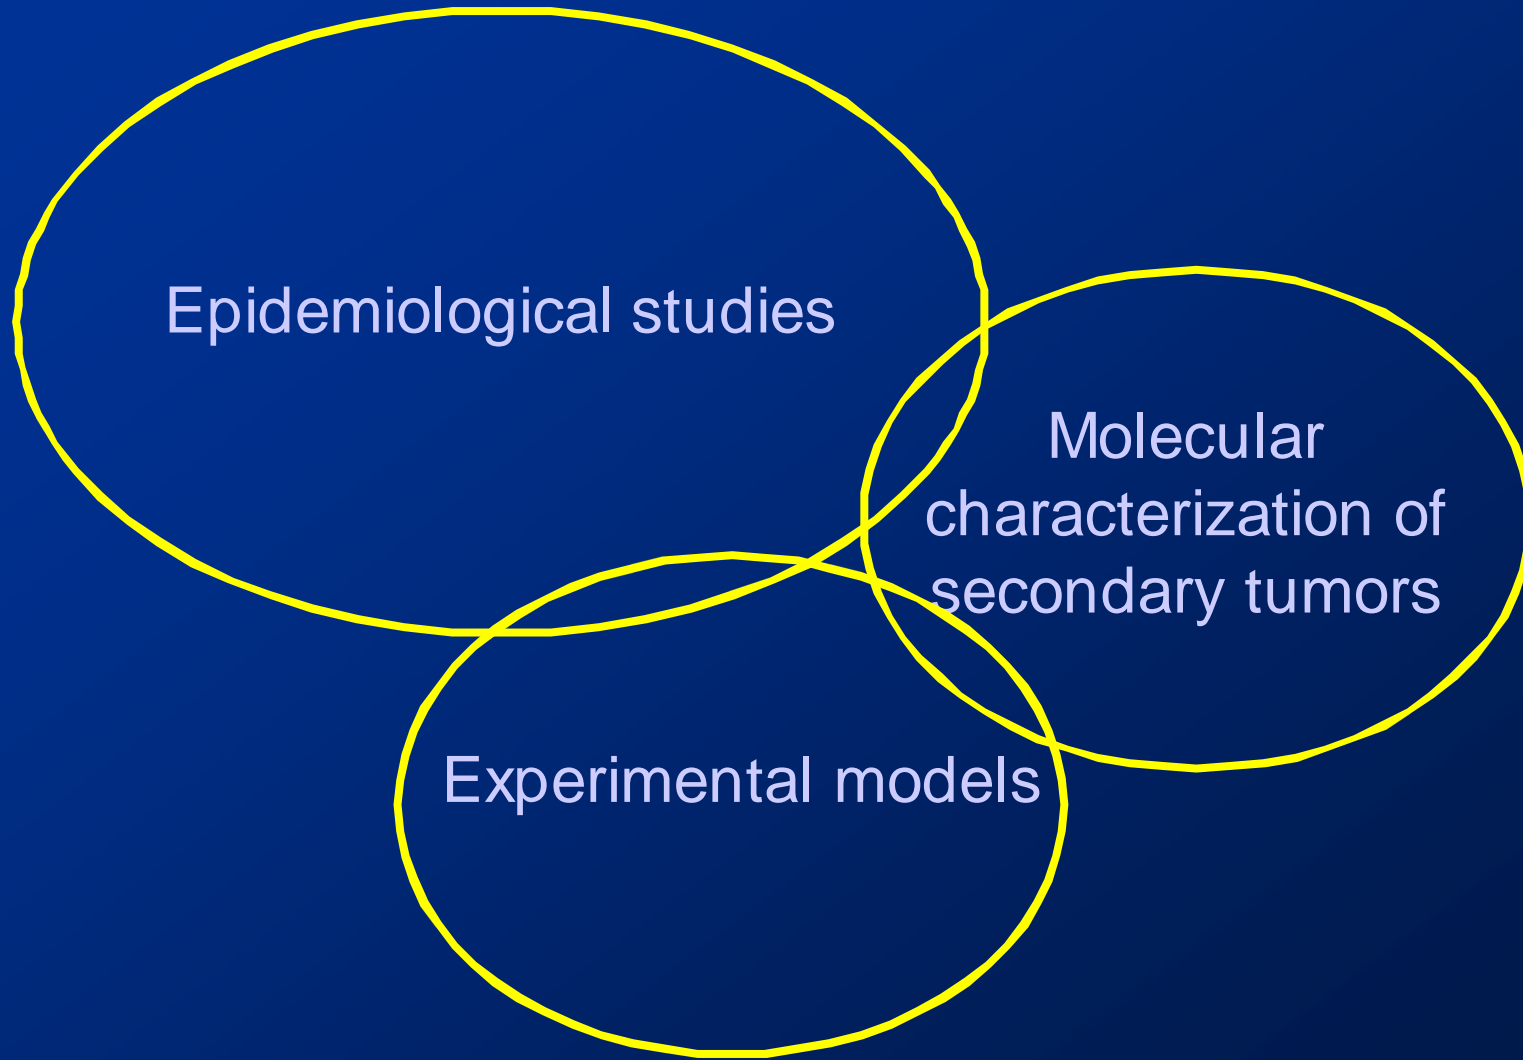 Epidemiological studies
Molecular
characterization of
secondary tumors
Experimental models